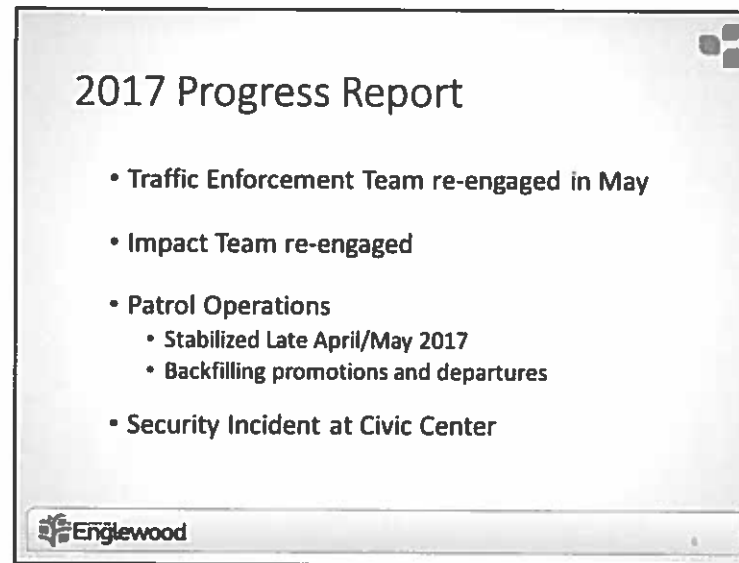 2017 Progress Report
• Traffic Enforcement Team re-engaged in May
• Impact Team re-engaged
• Patrol Operations
• Stabilized Late April/May 2017
• Backfilling promotions and departures
• Security Incident at Civic Center
Englewood